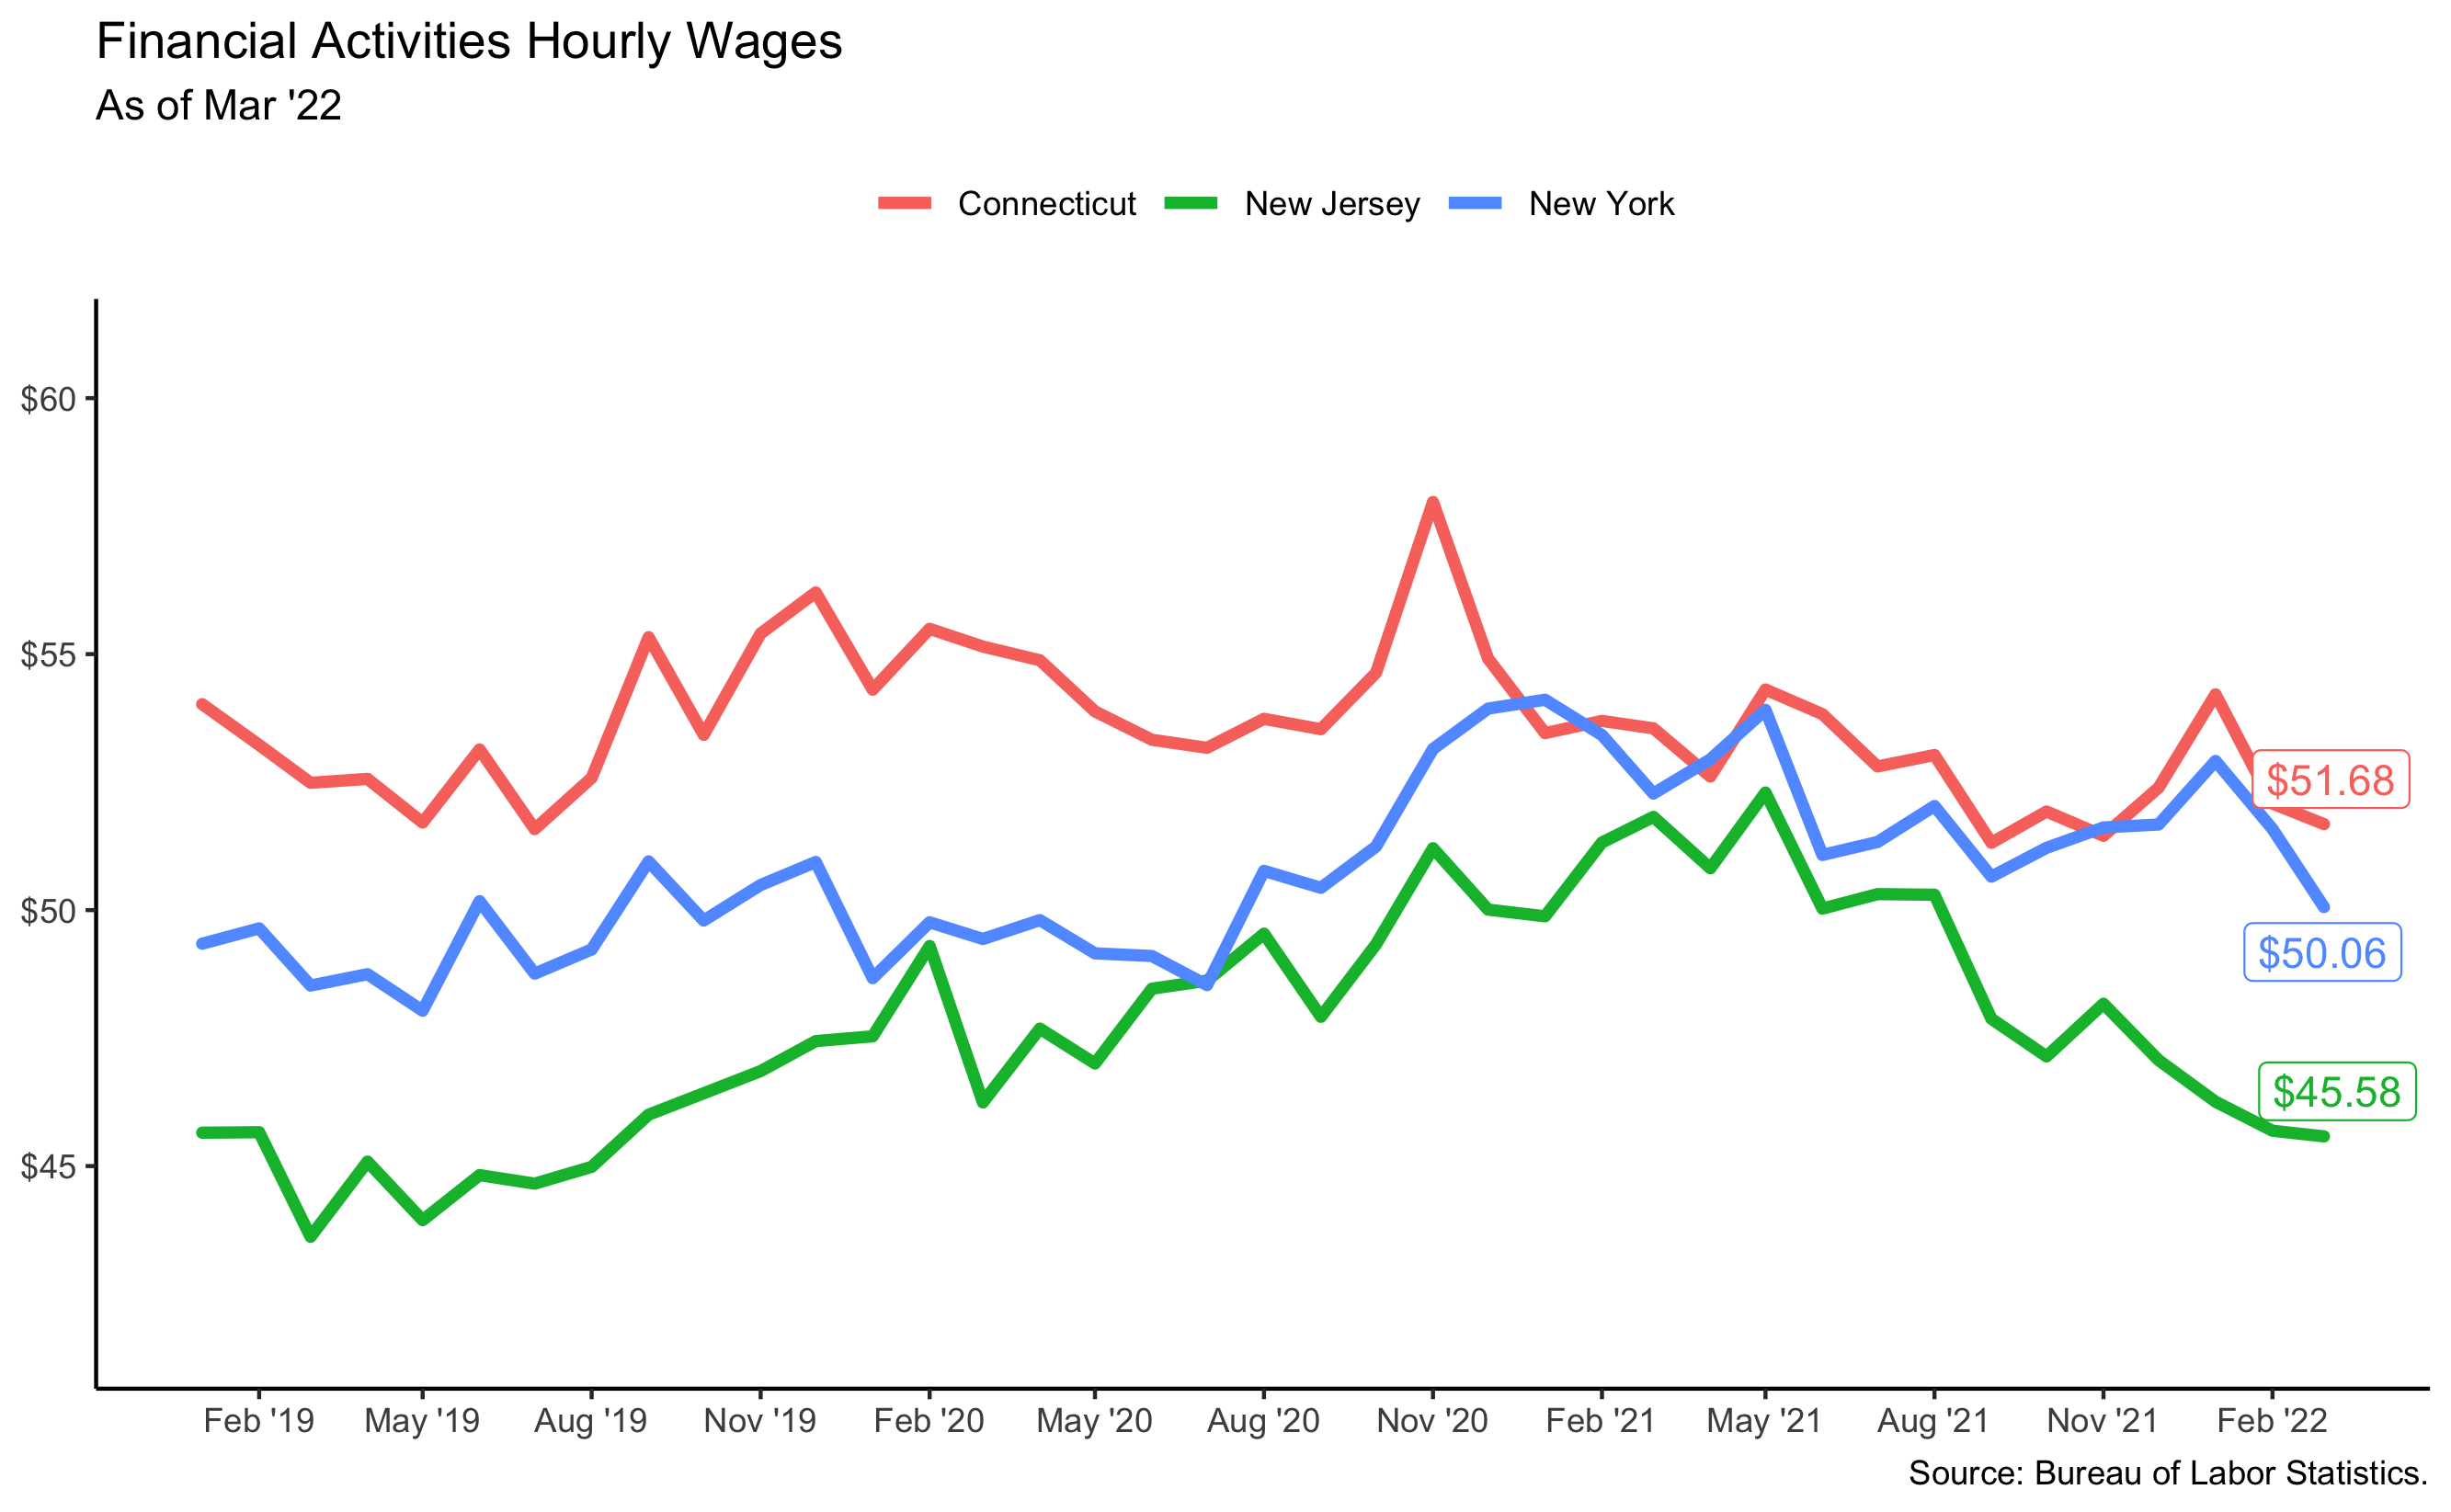 Financial Activities Hourly Wages
As of Mar '22
Connecticut New Jersey New York
$60
$55
$50
$45
$51.68
$50.06
$45.58
Feb '19 May '19 Aug '19 Nov '19 Feb '20 May '20 Aug '20 Nov '20 Feb '21 May '21 Aug '21 Nov '21 Feb '22
Source: Bureau of Labor Statistics.